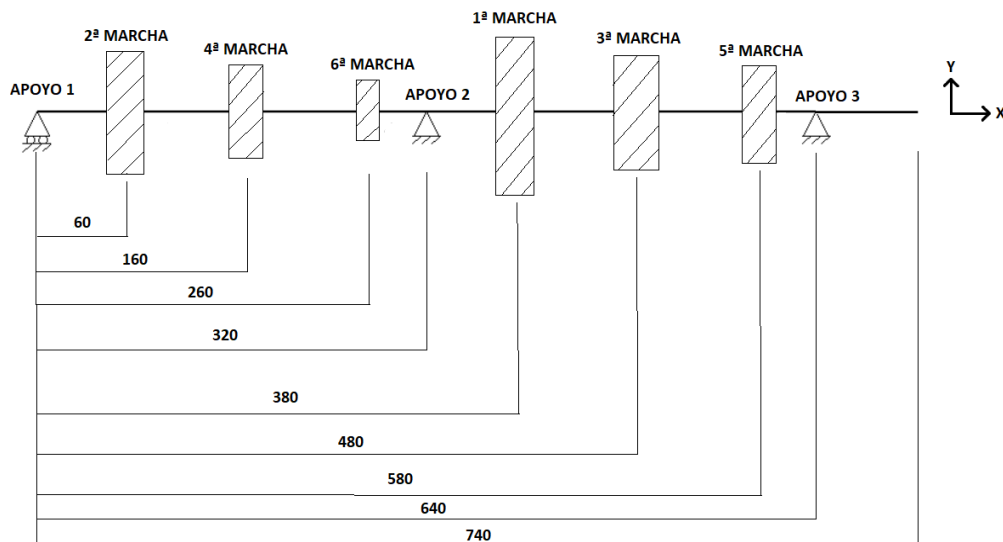 1ª MARCHA
2ª MARCHA
3ª MARCHA
4ª MARCHA
5ª MARCHA
6ª MARCHA
APOYO 1
APOYO 2
APOYO 3
Y
X
60
160
260
320
380
480
580
640
740